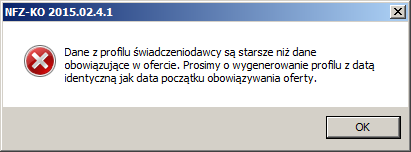 NFZ-KO 2015.02.4.1
Dane z profilu świadczeniodawcy są starsze niż dane
obowiązujące w ofercie. Prosimy o wygenerowanie profilu z datą
identyczną jak data początku obowiązywania oferty.
OK